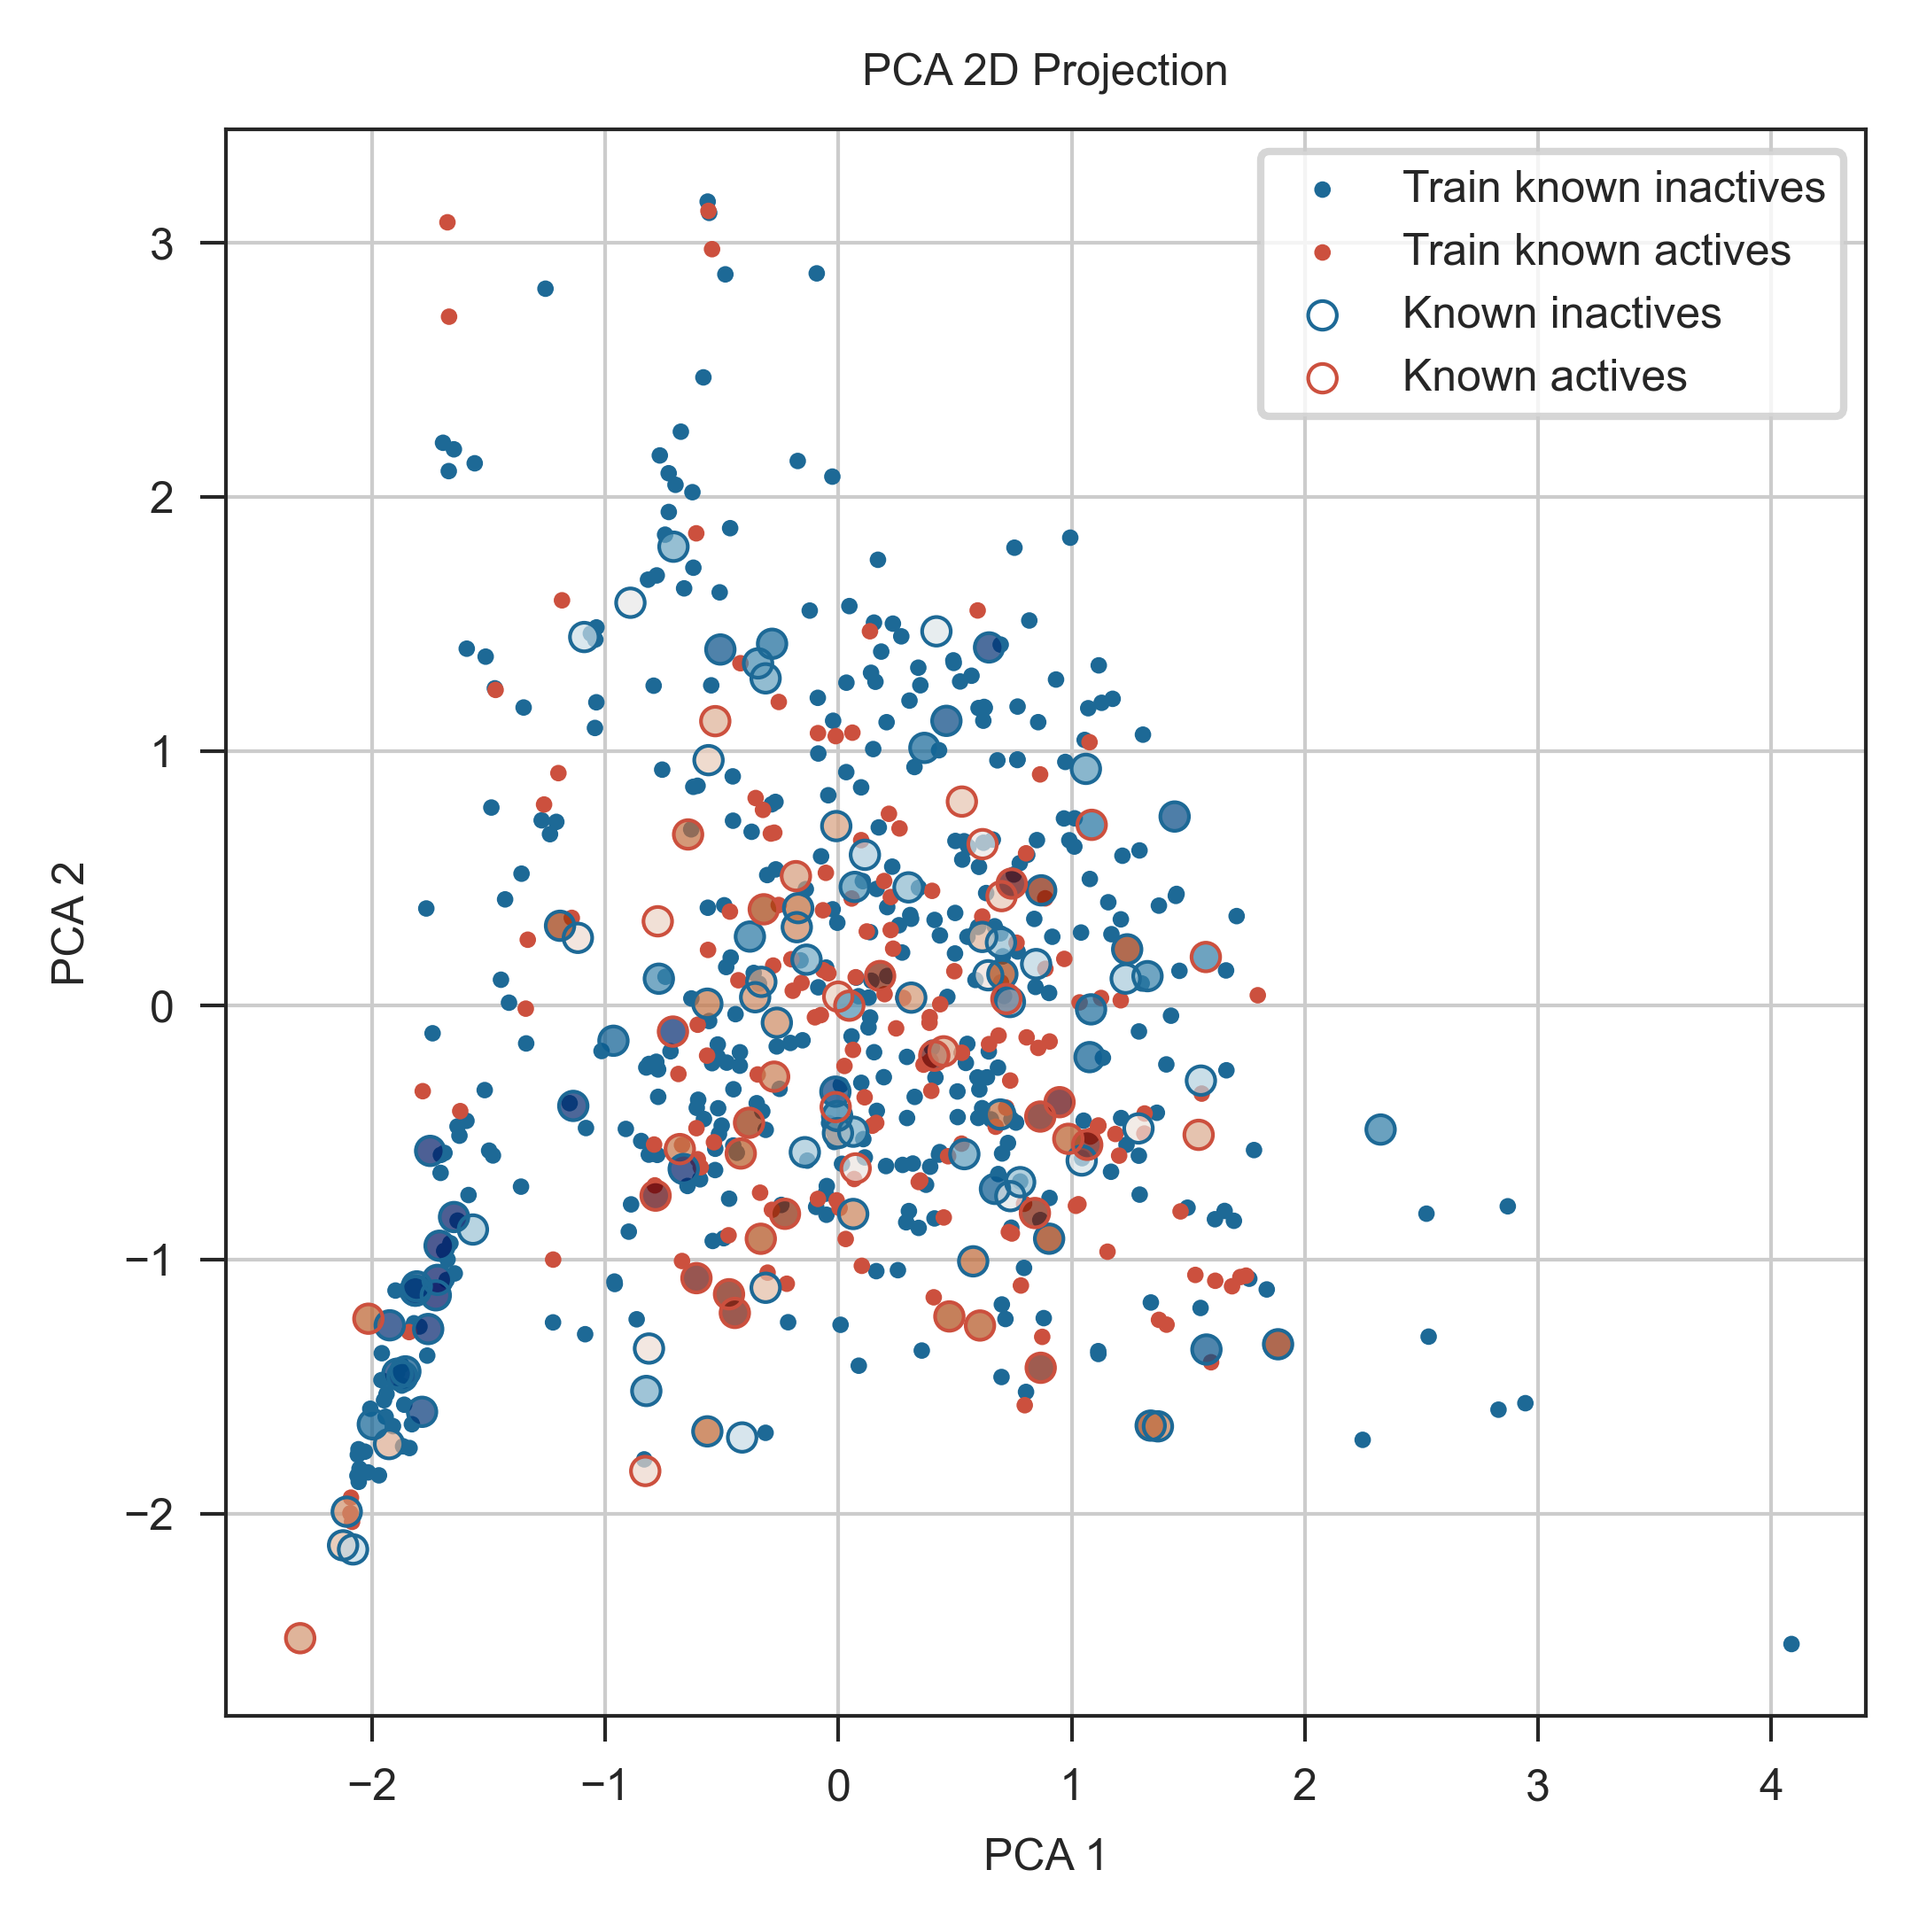 PCA 2D Projection
Train known inactives
Train known actives
Known inactives
Known actives
3
2
1
0
−1
−2
PCA 2
−2 −1 0 1 2 3 4
PCA 1